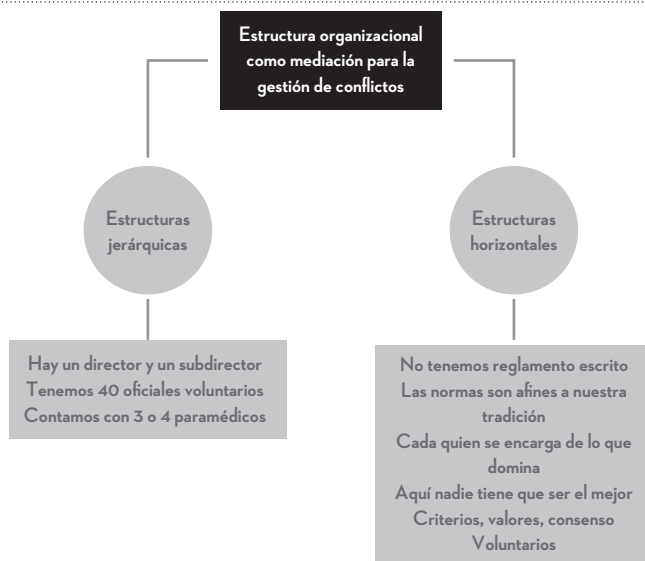 Estructura organizacional
como mediación para la
gestión de conflictos
Estructuras
jerárquicas
Estructuras
horizontales
Hay un director y un subdirector
Tenemos 40 oficiales voluntarios
Contamos con 3 o 4 paramédicos
No tenemos reglamento escrito
Las normas son afines a nuestra
tradición
Cada quien se encarga de lo que
domina
Aquí nadie tiene que ser el mejor
Criterios, valores, consenso
Voluntarios